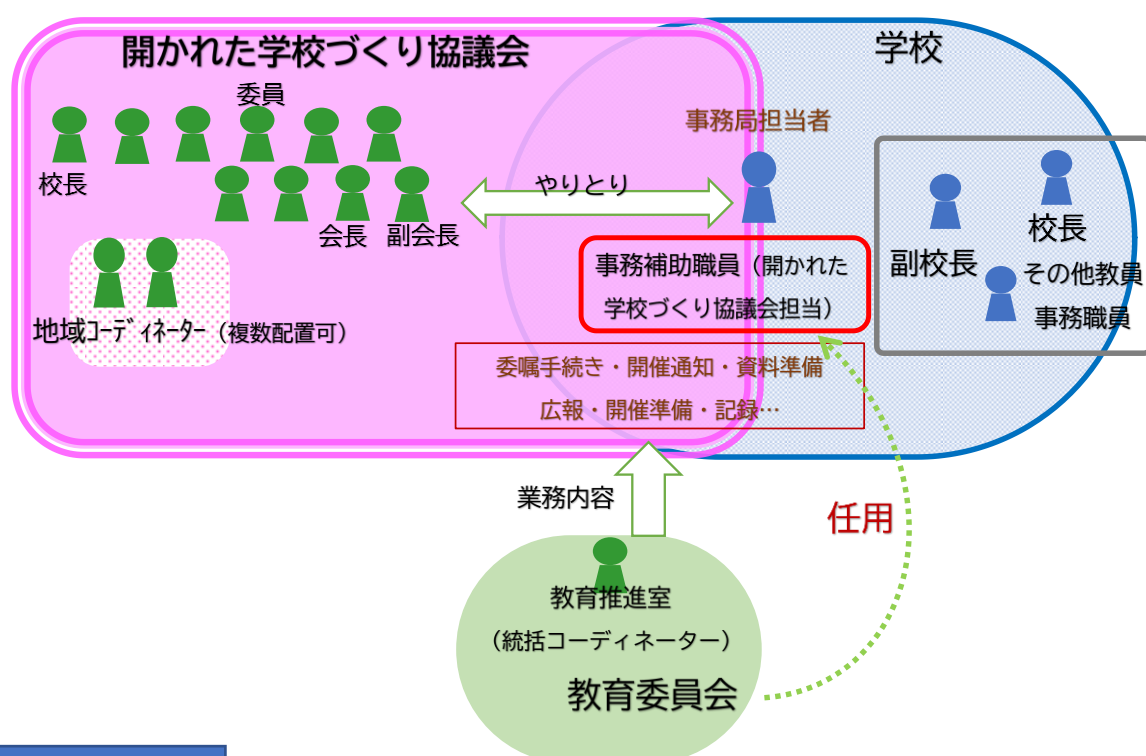 開かれた学校づくり協議会
学校
委員
事務局担当者
校長
やりとり
会長 副会長
校長
副校長
事務補助職員（開かれた
学校づくり協議会担当）
その他教員
事務職員
地域ｺｰﾃﾞｨﾈｰﾀｰ（複数配置可）
委嘱手続き・開催通知・資料準備
広報・開催準備・記録…
業務内容
任用
教育推進室
（統括コーディネーター）
教育委員会